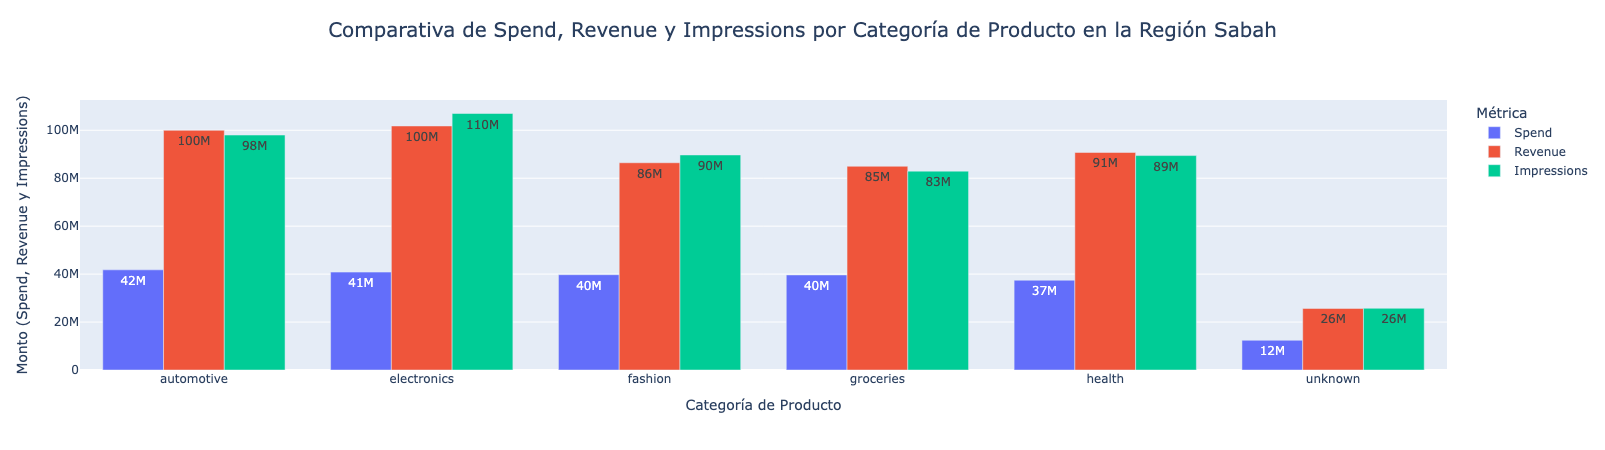 Comparativa de Spend, Revenue y Impressions por Categoría de Producto en la Región Sabah
Monto (Spend, Revenue y Impressions)
100M
80M
60M
40M
20M
0
42M
100M
98M
41M
100M
110M
40M
86M
90M
40M
85M
83M
37M
91M
89M
12M
26M
26M
automotive
electronics
fashion
groceries
health
unknown
Categoría de Producto
Métrica
Spend
Revenue
Impressions